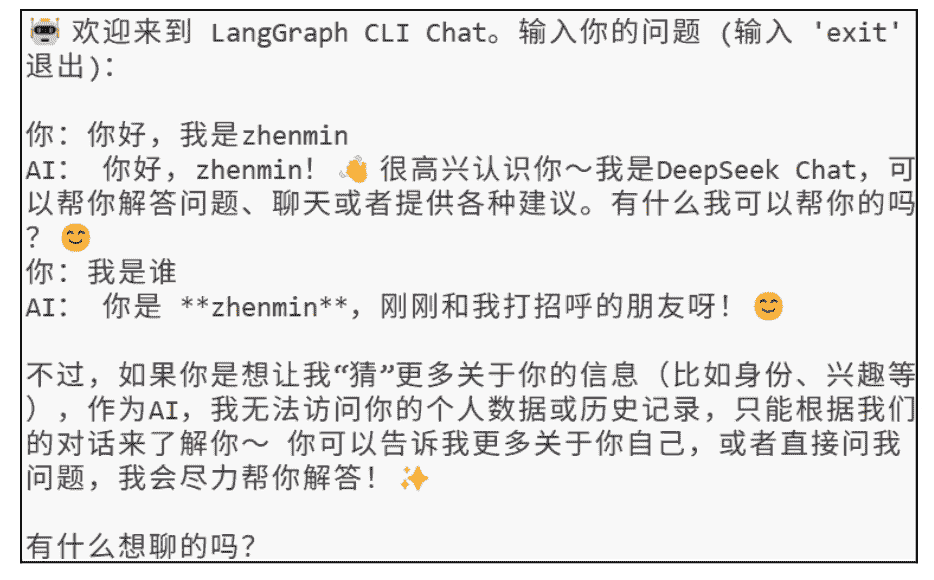 🤖 欢迎来到 LangGraph CLI Chat。输入你的问题 (输入 'exit'
退出)：

你：你好，我是zhenmin
AI： 你好，zhenmin！👋 很高兴认识你～我是DeepSeek Chat，可
以帮你解答问题、聊天或者提供各种建议。有什么我可以帮你的吗
？😊
你：我是谁
AI： 你是 **zhenmin**，刚刚和我打招呼的朋友呀！😊

不过，如果你是想让我“猜”更多关于你的信息（比如身份、兴趣等
），作为AI，我无法访问你的个人数据或历史记录，只能根据我们
的对话来了解你～ 你可以告诉我更多关于你自己，或者直接问我
问题，我会尽力帮你解答！✨

有什么想聊的吗？